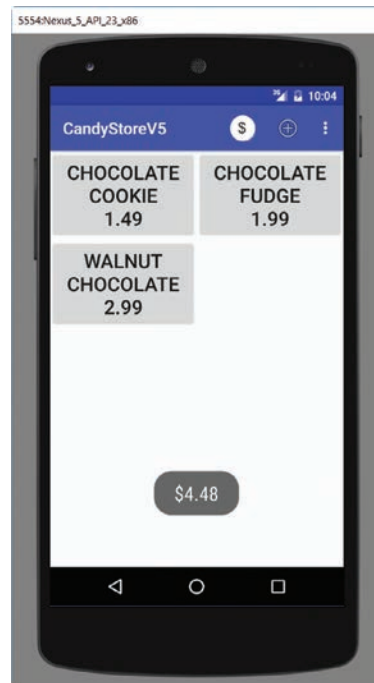 5554:Nexus_5_API_23_x86
3G 10:04
CandyStoreV5 $
CHOCOLATE
COOKIE
1.49
CHOCOLATE
FUDGE
1.99
WALNUT
CHOCOLATE
2.99
$4.48